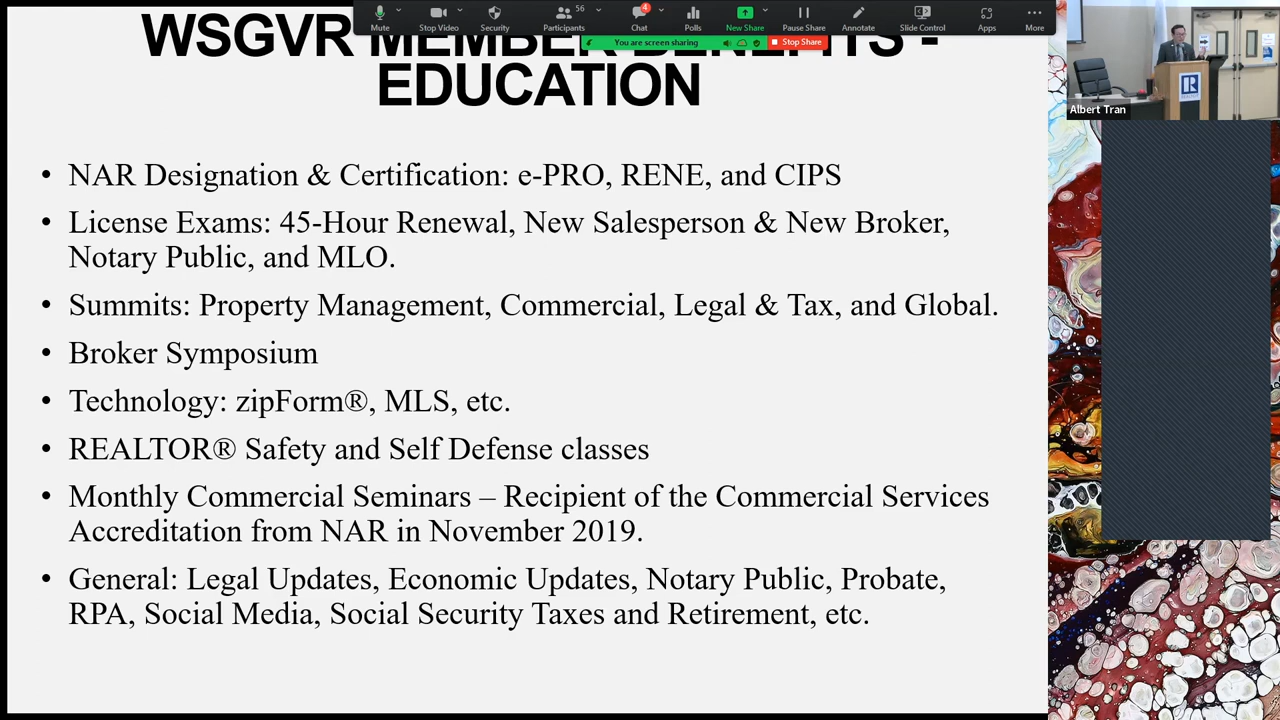 56
4
Mute
Stop Video
Security
Participants
Chat
Polls
New Share
Pause Share
Annotate
Slide Control
Apps
More
You are screen sharing
Stop Share
WSGVR MEMBER BENEFITS -
EDUCATION
R
Albert Tran
• NAR Designation & Certification: e-PRO, RENE, and CIPS
• License Exams: 45-Hour Renewal, New Salesperson & New Broker,
Notary Public, and MLO.
• Summits: Property Management, Commercial, Legal & Tax, and Global.
• Broker Symposium
• Technology: zipForm®, MLS, etc.
• REALTOR® Safety and Self Defense classes
• Monthly Commercial Seminars – Recipient of the Commercial Services
Accreditation from NAR in November 2019.
• General: Legal Updates, Economic Updates, Notary Public, Probate,
RPA, Social Media, Social Security Taxes and Retirement, etc.